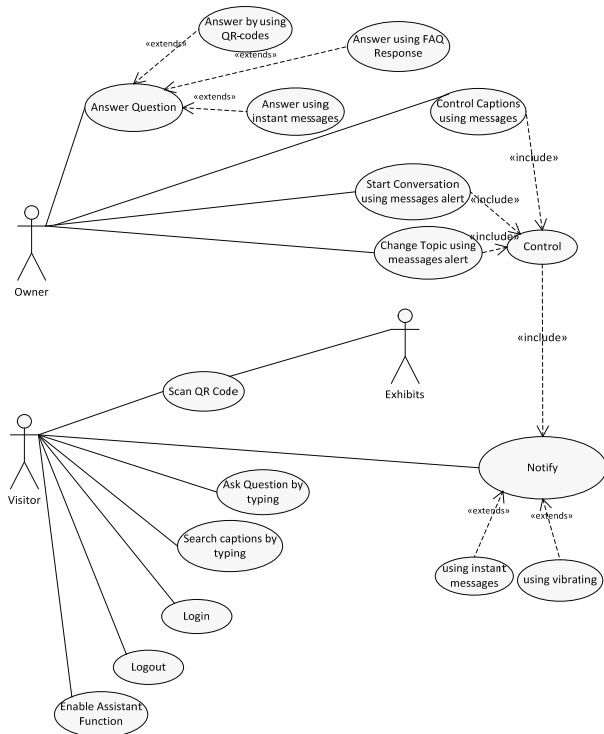 Answer by using
QR-codes
«extends»
Answer using FAQ
Response
«extends»
Answer Question
«extends»
Answer using
instant messages
Control Captions
using messages
«include»
Start Conversation
using messages alert
«include»
Change Topic using
meassages alert
«include»
Control
Owner
«include»
Exhibits
Scan QR Code
Visitor
Notify
Ask Question by
typing
«extends»
«extends»
Search captions by
typing
using instant
messages
using vibrating
Login
Logout
Enable Assistant
Function